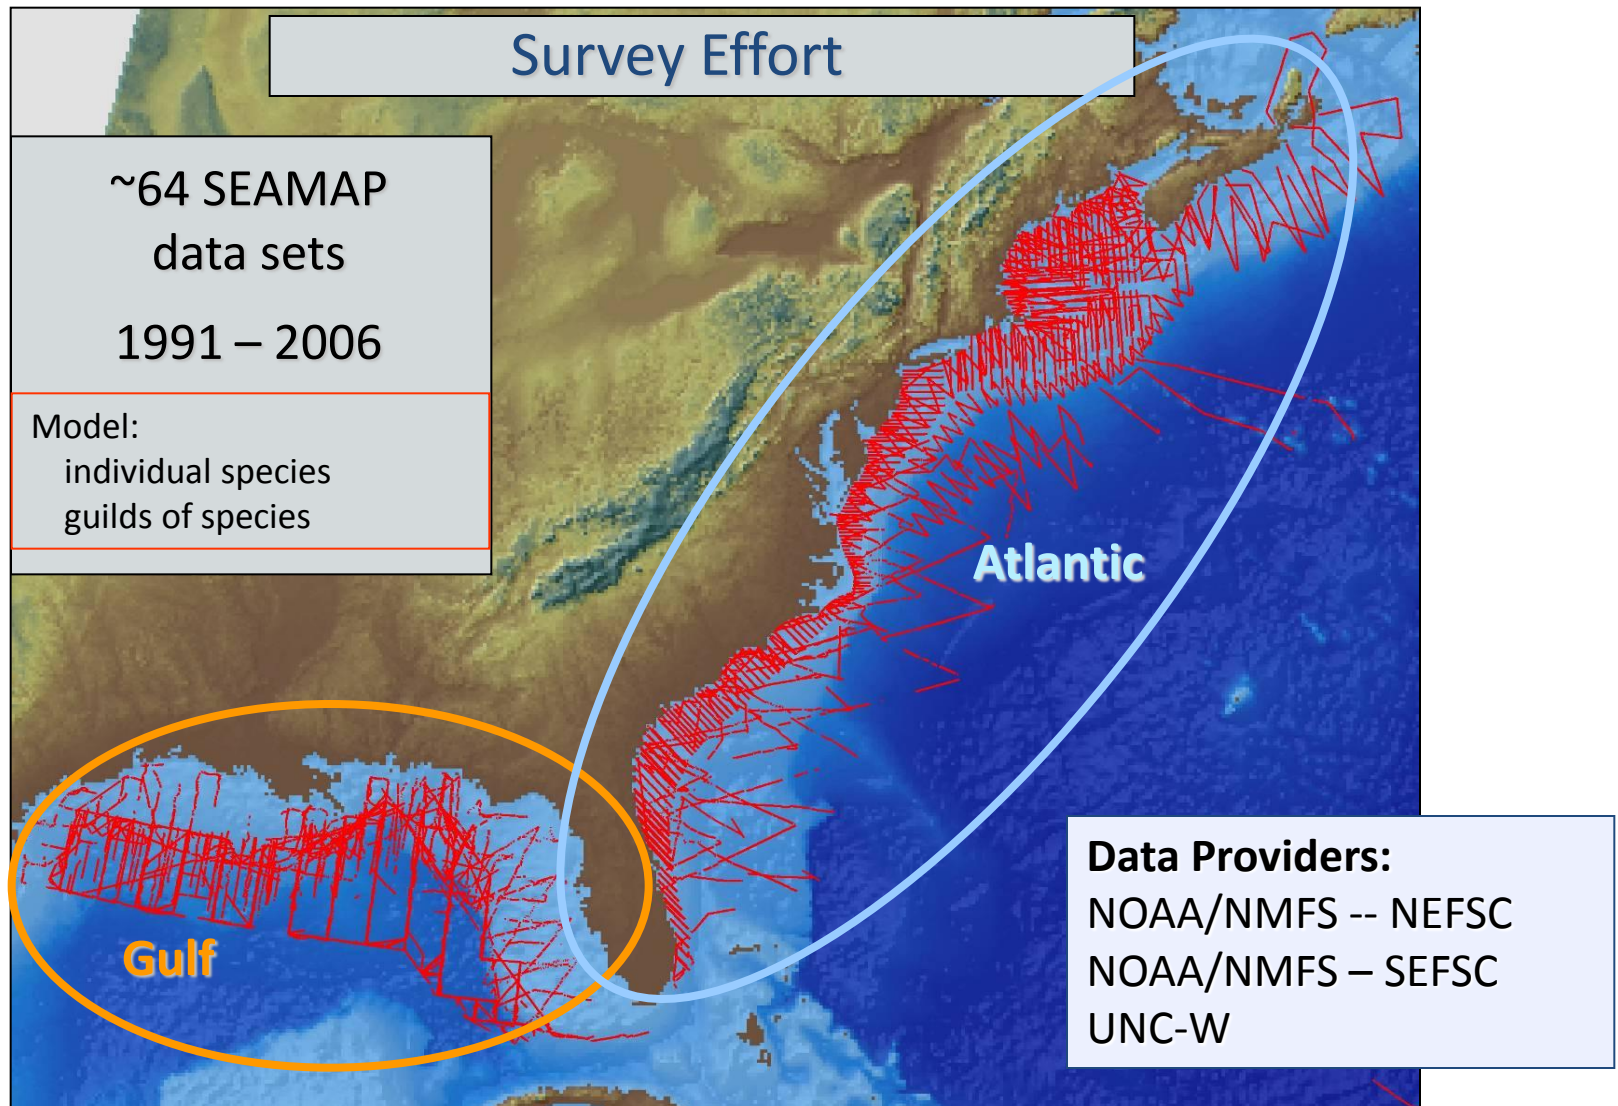 Survey Effort
~64 SEAMAP
data sets
1991 – 2006
Model:
individual species
guilds of species
Atlantic
Gulf
Data Providers:
NOAA/NMFS -- NEFSC
NOAA/NMFS – SEFSC
UNC-W